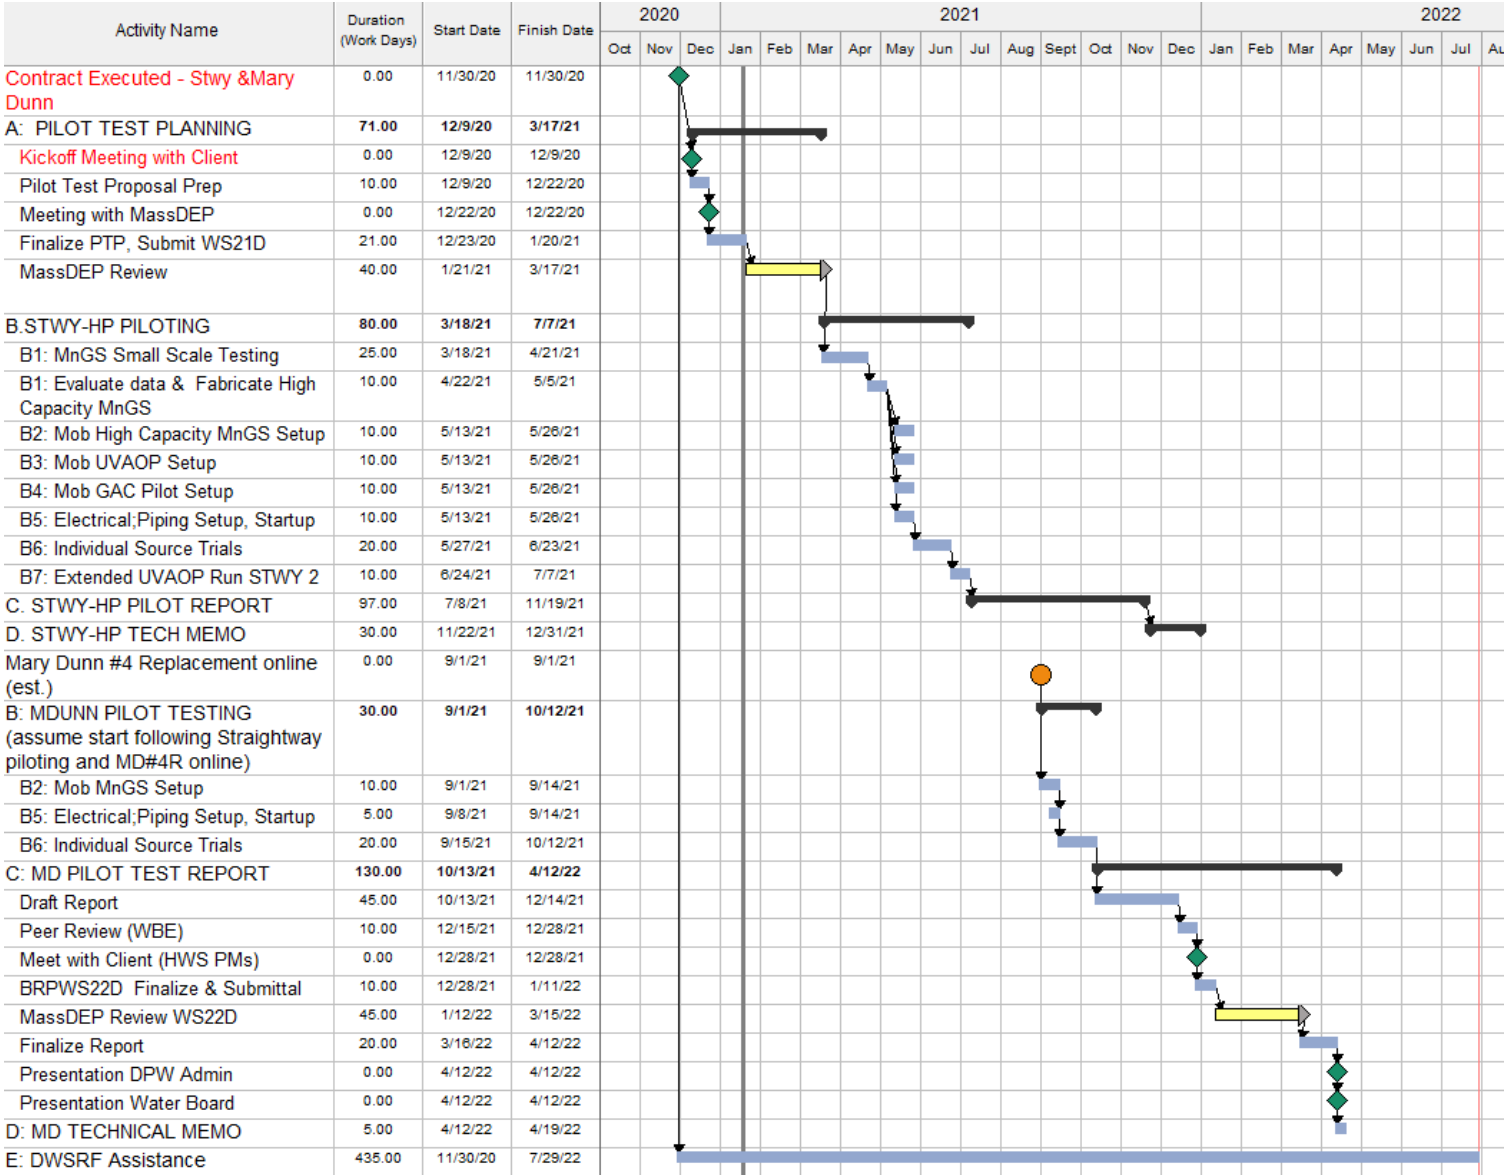 Activity Name Duration (Work Days) Start Date Finish Date 2020 2021 2022
Oct Nov Dec Jan Feb Mar Apr May Jun Jul Aug Sept Oct Nov Dec Jan Feb Mar Apr May Jun Jul Au
Contract Executed - Stwy &Mary 0.00 11/30/20 11/30/20
Dunn
A: PILOT TEST PLANNING 71.00 12/9/20 3/17/21
Kickoff Meeting with Client 0.00 12/9/20 12/9/20
Pilot Test Proposal Prep 10.00 12/9/20 12/22/20
Meeting with MassDEP 0.00 12/22/20 12/22/20
Finalize PTP, Submit WS21D 21.00 12/23/20 1/20/21
MassDEP Review 40.00 1/21/21 3/17/21
B.STWY-HP PILOTING 80.00 3/18/21 7/7/21
B1: MnGS Small Scale Testing 25.00 3/18/21 4/21/21
B1: Evaluate data & Fabricate High 10.00 4/22/21 5/5/21
Capacity MnGS
B2: Mob High Capacity MnGS Setup 10.00 5/13/21 5/26/21
B3: Mob UVAOP Setup 10.00 5/13/21 5/26/21
B4: Mob GAC Pilot Setup 10.00 5/13/21 5/26/21
B5: Electrical;Piping Setup, Startup 10.00 5/13/21 5/26/21
B6: Individual Source Trials 20.00 5/27/21 6/23/21
B7: Extended UVAOP Run STWY 2 10.00 6/24/21 7/7/21
C. STWY-HP PILOT REPORT 97.00 7/8/21 11/19/21
D. STWY-HP TECH MEMO 30.00 11/22/21 12/31/21
Mary Dunn #4 Replacement online 0.00 9/1/21 9/1/21
(est.)
B: MDUNN PILOT TESTING 30.00 9/1/21 10/12/21
(assume start following Straightway
piloting and MD#4R online)
B2: Mob MnGS Setup 10.00 9/1/21 9/14/21
B5: Electrical;Piping Setup, Startup 5.00 9/8/21 9/14/21
B6: Individual Source Trials 20.00 9/15/21 10/12/21
C: MD PILOT TEST REPORT 130.00 10/13/21 4/12/22
Draft Report 45.00 10/13/21 12/14/21
Peer Review (WBE) 10.00 12/15/21 12/28/21
Meet with Client (HWS PMs) 0.00 12/28/21 12/28/21
BRPWS22D Finalize & Submittal 10.00 12/28/21 1/11/22
MassDEP Review WS22D 45.00 1/12/22 3/15/22
Finalize Report 20.00 3/16/22 4/12/22
Presentation DPW Admin 0.00 4/12/22 4/12/22
Presentation Water Board 0.00 4/12/22 4/12/22
D: MD TECHNICAL MEMO 5.00 4/12/22 4/19/22
E: DWSRF Assistance 435.00 11/30/20 7/29/22